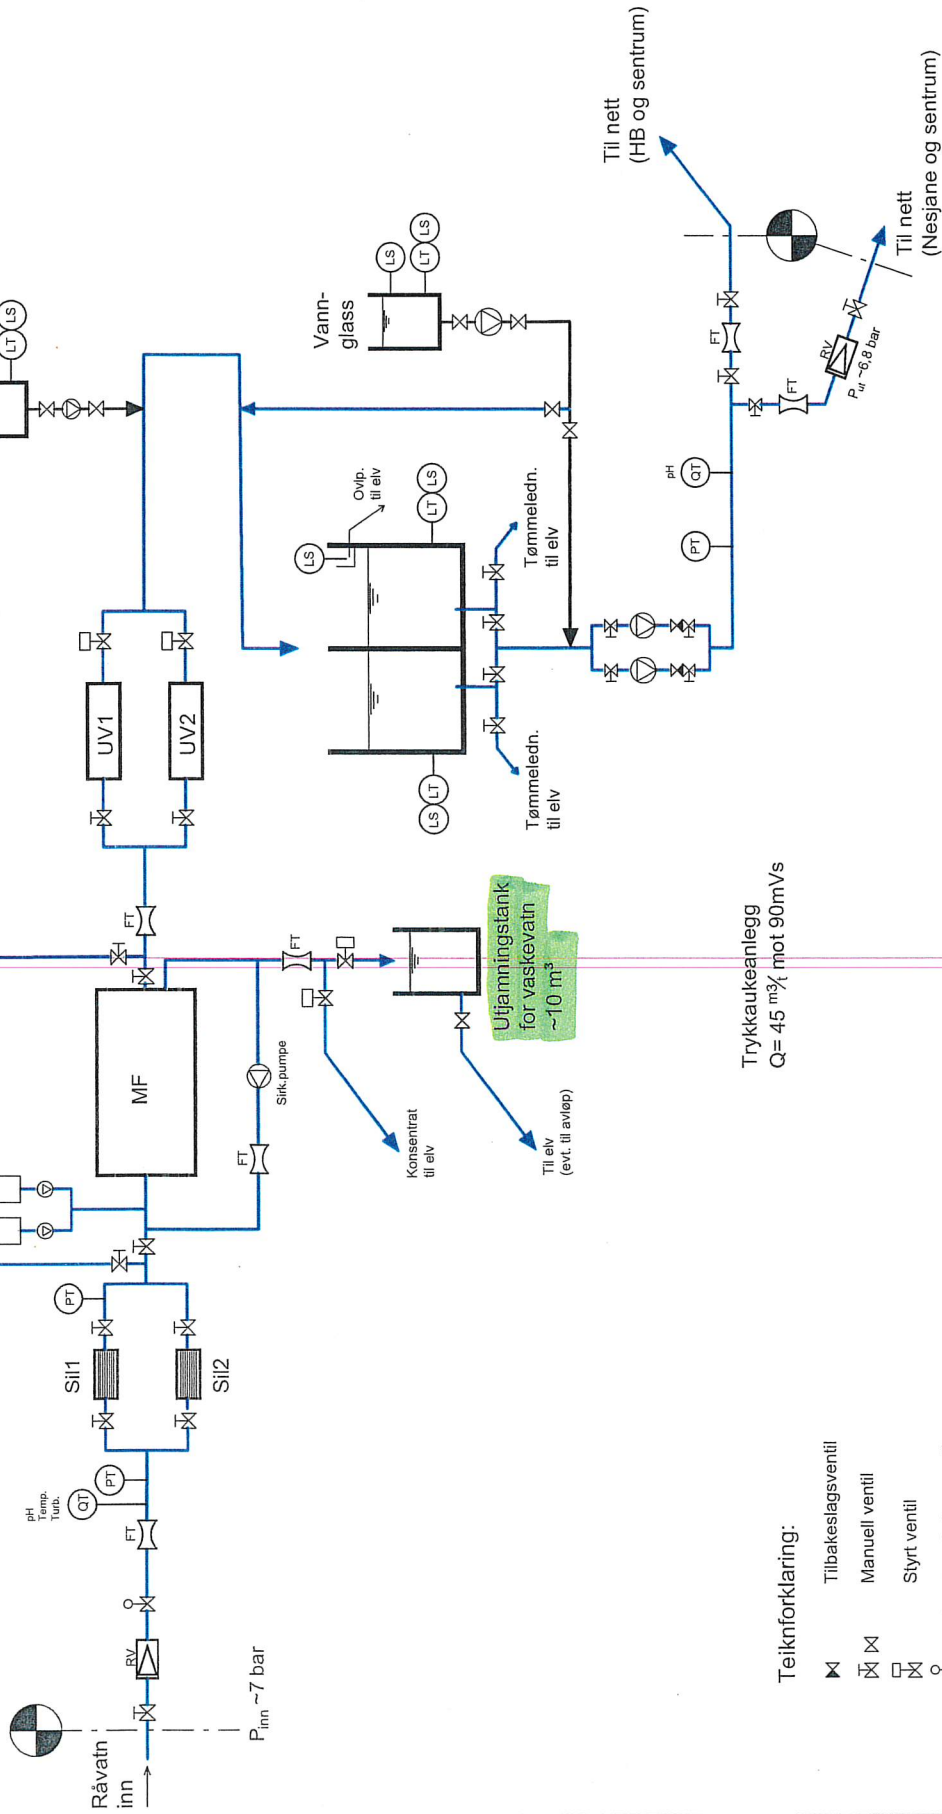 Råvatn
inn
P_inn ~7 bar
RV
FT
pH
Temp.
Turb.
QT
PT
Sil1
Sil2
PT
MF
FT
Sirk.pumpe
FT
Konsentrat
til elv
Til elv
(evt. til avløp)
Utjamningstank
for vaskevatn
~10 m³
FT
UV1
UV2
LT
LS
LS
Ovlp.
til elv
LS
LT
LT
LS
Tømmeledn.
til elv
Tømmeledn.
til elv
Vann-
glass
LS
LT
LS
PT
pH
QT
FT
FT
RV
P_ut ~6,8 bar
Til nett
(HB og sentrum)
Til nett
(Nesjane og sentrum)
Trykkaukeanlegg
Q= 45 m3/t mot 90mVs
Teiknforklaring:
Tilbakeslagsventil
Manuell ventil
Styrt ventil